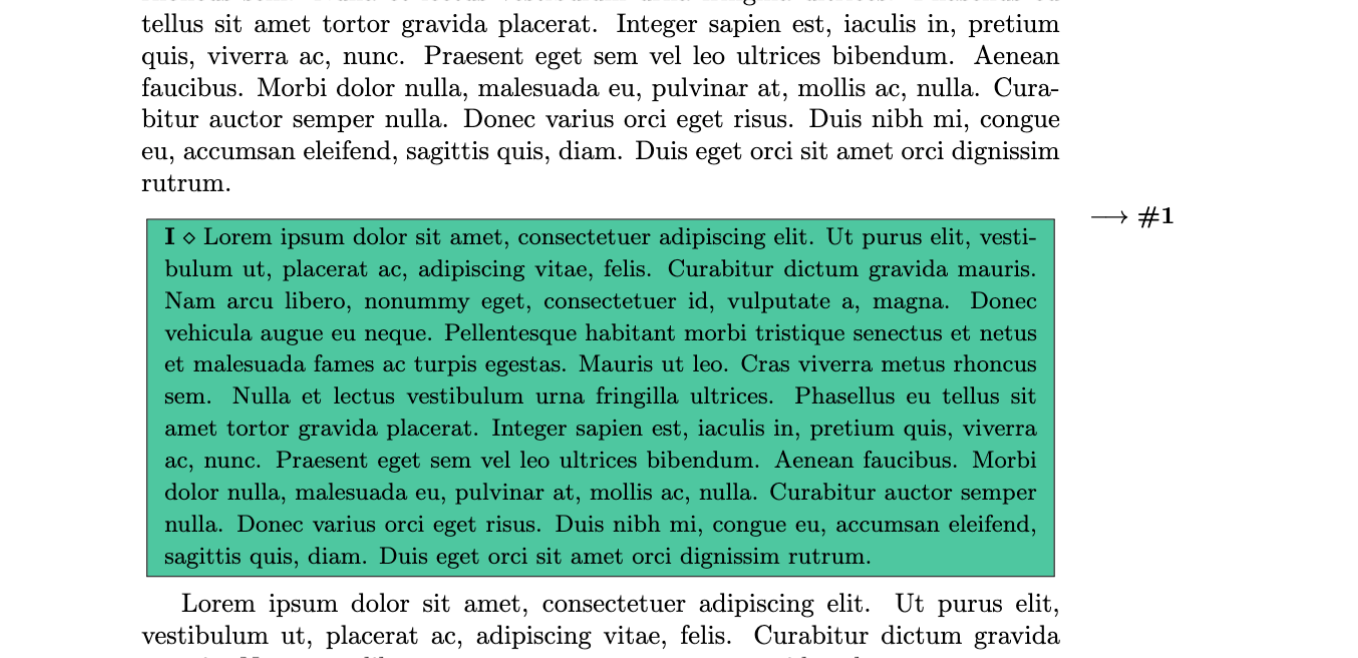 tellus sit amet tortor gravida placerat. Integer sapien est, iaculis in, pretium
quis, viverra ac, nunc. Praesent eget sem vel leo ultrices bibendum. Aenean
faucibus. Morbi dolor nulla, malesuada eu, pulvinar at, mollis ac, nulla. Cura-
bitur auctor semper nulla. Donec varius orci eget risus. Duis nibh mi, congue
eu, accumsan eleifend, sagittis quis, diam. Duis eget orci sit amet orci dignissim
rutrum.
⟶ #1
I ⋄ Lorem ipsum dolor sit amet, consectetuer adipiscing elit. Ut purus elit, vesti-
bulum ut, placerat ac, adipiscing vitae, felis. Curabitur dictum gravida mauris.
Nam arcu libero, nonummy eget, consectetuer id, vulputate a, magna. Donec
vehicula augue eu neque. Pellentesque habitant morbi tristique senectus et netus
et malesuada fames ac turpis egestas. Mauris ut leo. Cras viverra metus rhoncus
sem. Nulla et lectus vestibulum urna fringilla ultrices. Phasellus eu tellus sit
amet tortor gravida placerat. Integer sapien est, iaculis in, pretium quis, viverra
ac, nunc. Praesent eget sem vel leo ultrices bibendum. Aenean faucibus. Morbi
dolor nulla, malesuada eu, pulvinar at, mollis ac, nulla. Curabitur auctor semper
nulla. Donec varius orci eget risus. Duis nibh mi, congue eu, accumsan eleifend,
sagittis quis, diam. Duis eget orci sit amet orci dignissim rutrum.
Lorem ipsum dolor sit amet, consectetuer adipiscing elit. Ut purus elit,
vestibulum ut, placerat ac, adipiscing vitae, felis. Curabitur dictum gravida